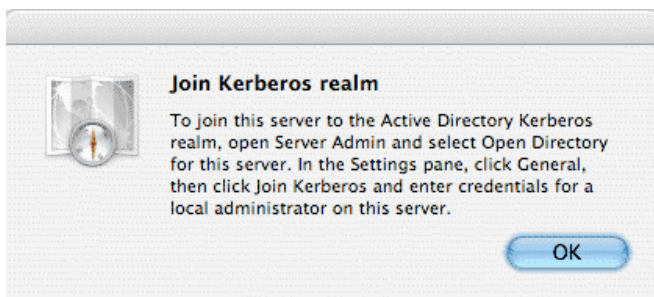 Join Kerberos realm
To join this server to the Active Directory Kerberos
realm, open Server Admin and select Open Directory
for this server. In the Settings pane, click General,
then click Join Kerberos and enter credentials for a
local administrator on this server.
OK